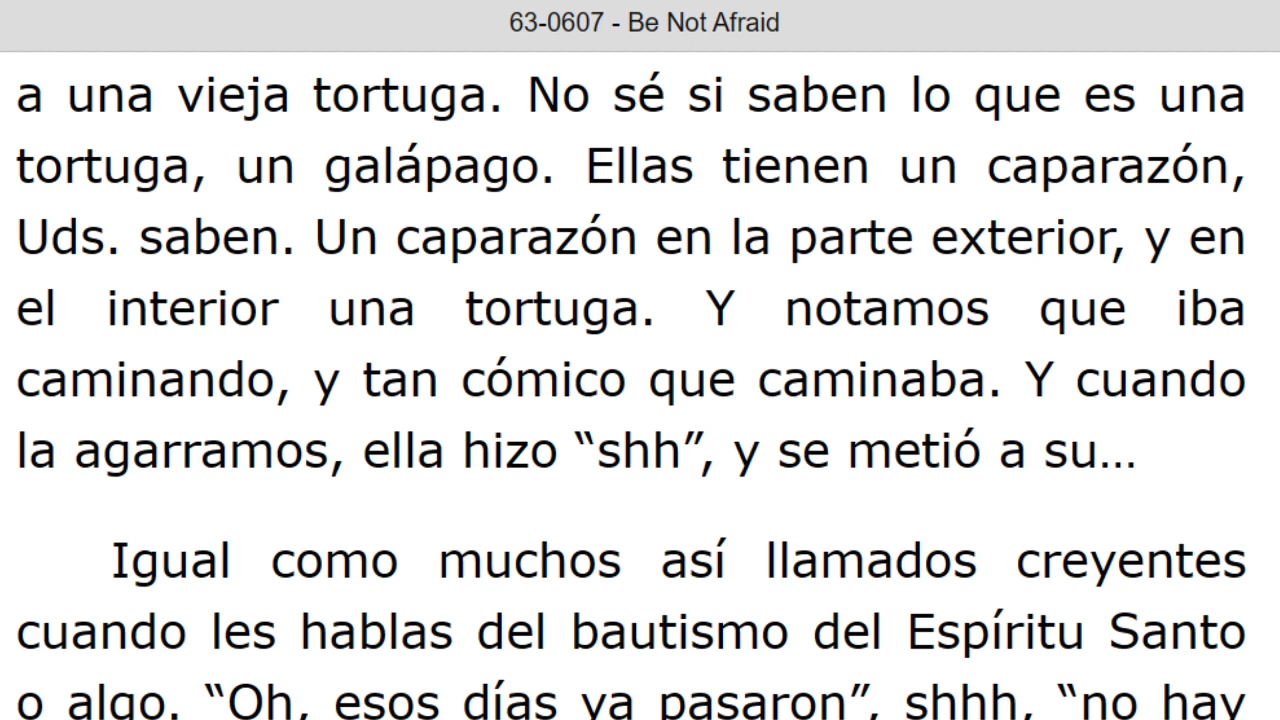 63-0607 - Be Not Afraid
a una vieja tortuga. No sé si saben lo que es una
tortuga, un galápago. Ellas tienen un caparazón,
Uds. saben. Un caparazón en la parte exterior, y en
el interior una tortuga. Y notamos que iba
caminando, y tan cómico que caminaba. Y cuando
la agarramos, ella hizo “shh”, y se metió a su...
Igual como muchos así llamados creyentes
cuando les hablas del bautismo del Espíritu Santo
o algo. “Oh, esos días ya pasaron”, shhh, “no hay